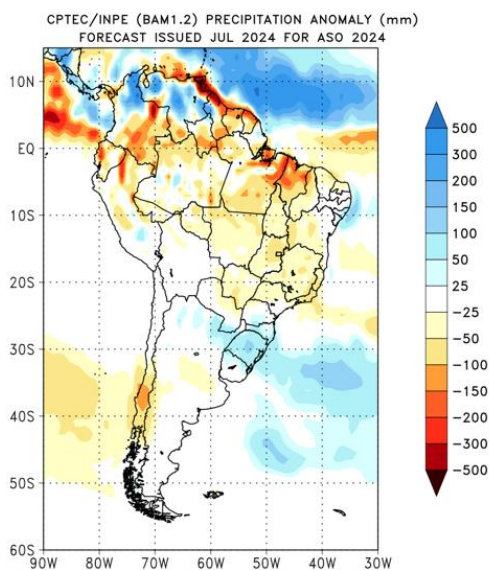 CPTEC/INPE (BAM1.2) PRECIPITATION ANOMALY (mm)
FORECAST ISSUED JUL 2024 FOR ASO 2024
10N
EQ
10S
20S
30S
40S
50S
60S
90W 80W 70W 60W 50W 40W 30W
500
300
200
150
100
50
25
-25
-50
-100
-150
-200
-300
-500